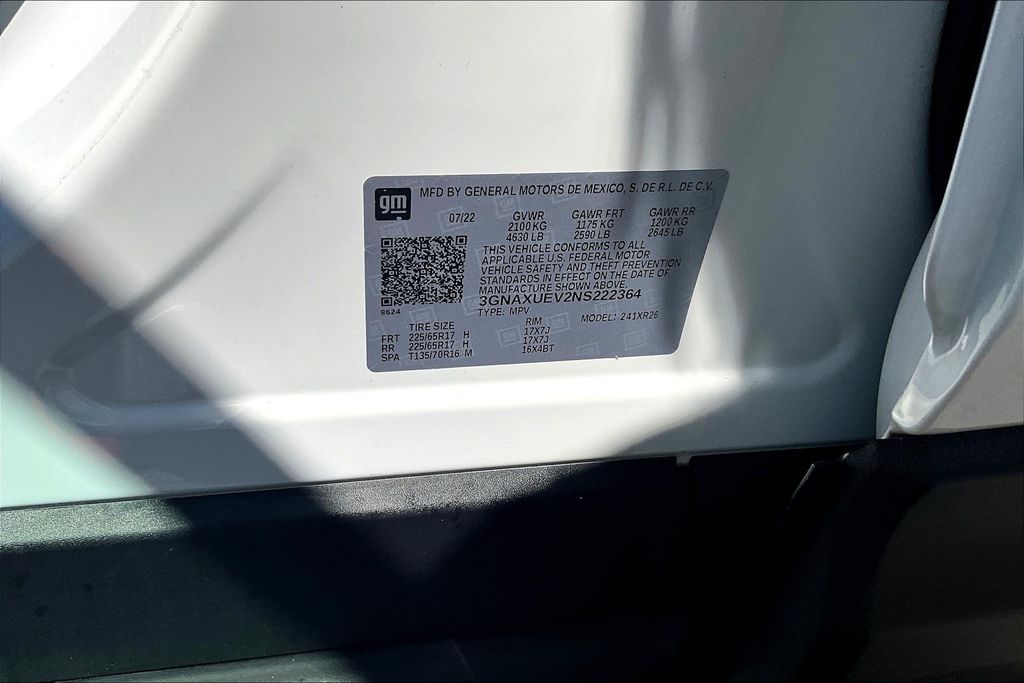 gm
MFD BY GENERAL MOTORS DE MEXICO, S. DE R.L. DE C.V.
07/22 GVWR GAWR FRT GAWR RR
2100 KG 1175 KG 1200 KG
4630 LB 2590 LB 2645 LB
THIS VEHICLE CONFORMS TO ALL
APPLICABLE U.S. FEDERAL MOTOR
VEHICLE SAFETY AND THEFT PREVENTION
STANDARDS IN EFFECT ON THE DATE OF
MANUFACTURE SHOWN ABOVE.
3GNAXUEV2NS222364
8624
TYPE: MPV MODEL: 241XR26
TIRE SIZE RIM
FRT 225/65R17 H 17X7J
RR 225/65R17 H 17X7J
SPA T135/70R16 M 16X4BT